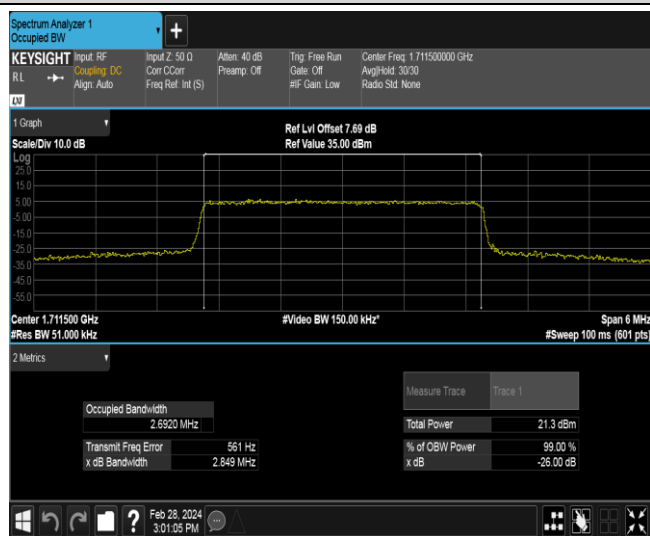 Spectrum Analyzer 1
Occupied BW
+
KEYSIGHT
RL
LXI
Input: RF
Coupling: DC
Align: Auto
Input Z: 50 Ω
Corr CCorr
Freq Ref: Int (S)
Atten: 40 dB
Preamp: Off
Trig: Free Run
Gate: Off
#IF Gain: Low
Center Freq: 1.711500000 GHz
Avg|Hold: 30/30
Radio Std: None
1 Graph
Scale/Div 10.0 dB
Ref Lvl Offset 7.69 dB
Ref Value 35.00 dBm
Log
25.0
15.0
5.00
-5.00
-15.0
-25.0
-35.0
-45.0
-55.0
Center 1.711500 GHz
#Res BW 51.000 kHz
#Video BW 150.00 kHz*
Span 6 MHz
#Sweep 100 ms (601 pts)
2 Metrics
Measure Trace Trace 1
Occupied Bandwidth
2.6920 MHz
Total Power 21.3 dBm
Transmit Freq Error 561 Hz
% of OBW Power 99.00 %
x dB Bandwidth 2.849 MHz
x dB -26.00 dB
?
Feb 28, 2024
3:01:05 PM